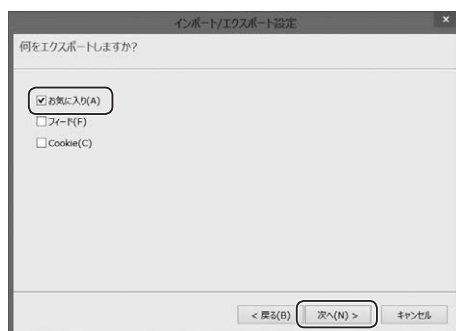 インポート/エクスポート設定
×
何をエクスポートしますか?
お気に入り(A)
フィード(F)
Cookie(C)
< 戻る(B)
次へ(N) >
キャンセル